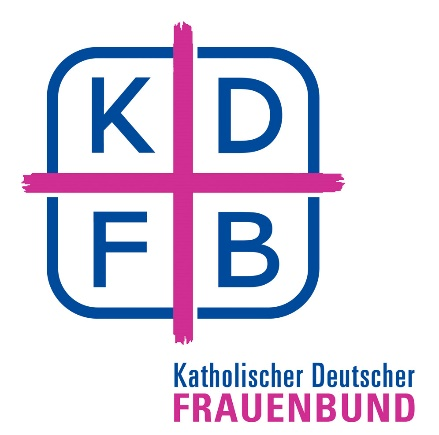 K D
F B
Katholischer Deutscher
FRAUENBUND